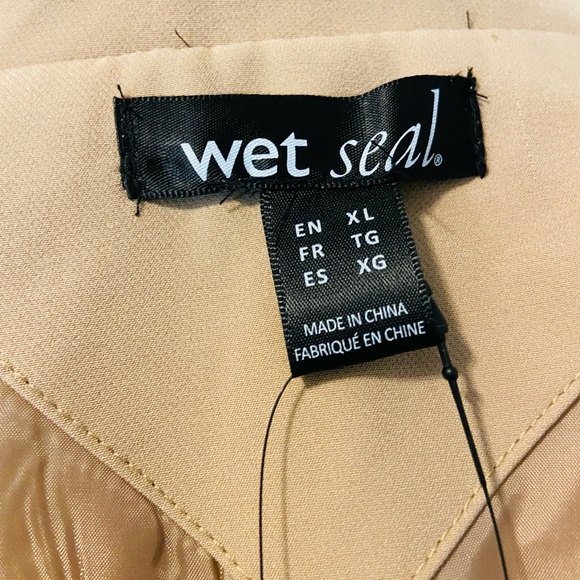 wet seal®
EN XL
FR TG
ES XG
MADE IN CHINA
FABRIQUÉ EN CHINE